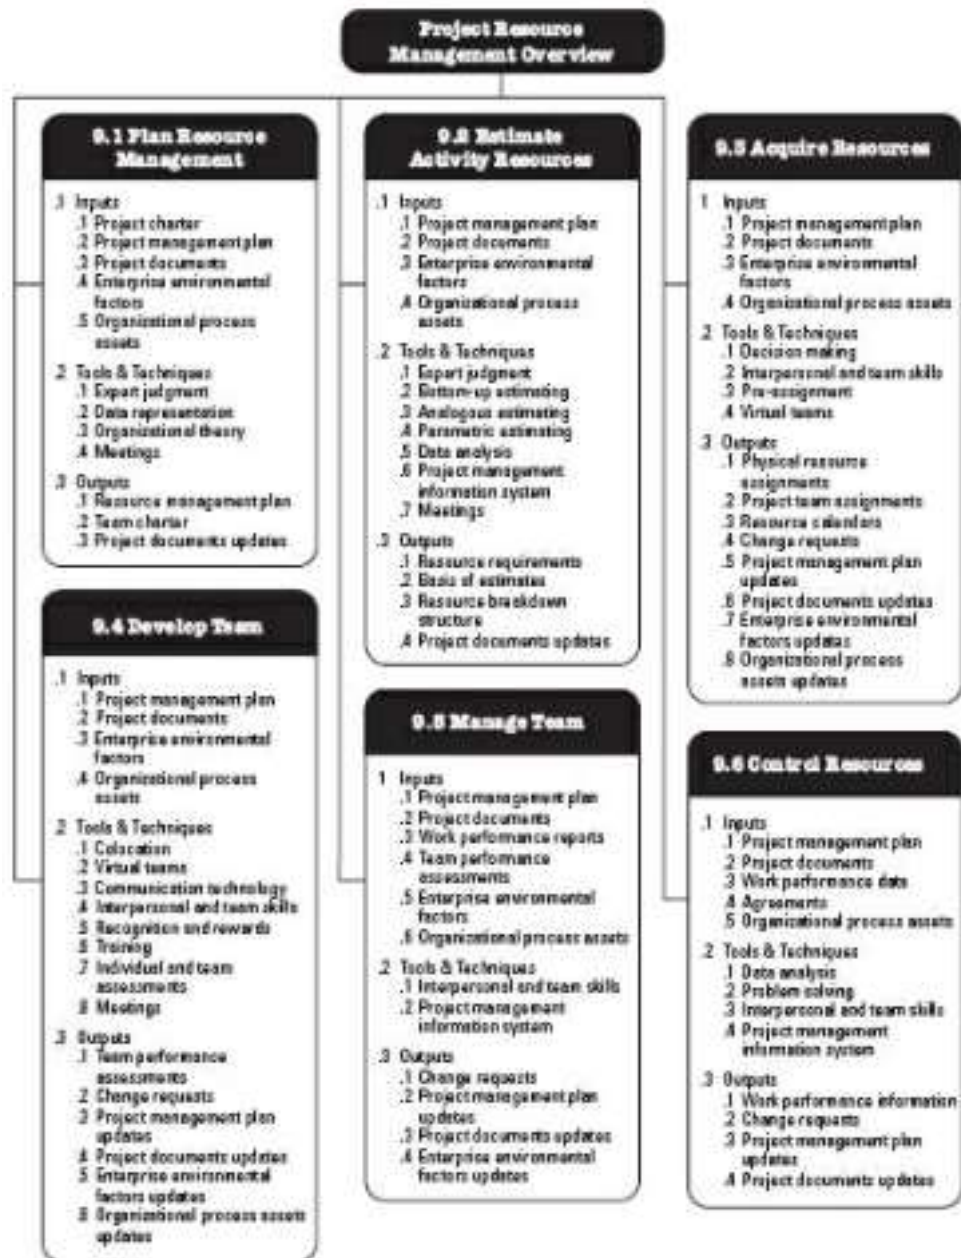 Project Resource
Management Overview
9.1 Plan Resource
Management
.1 Inputs
.1 Project charter
.2 Project management plan
.3 Project documents
.4 Enterprise environmental
factors
.5 Organizational process
assets
.2 Tools & Techniques
.1 Expert judgment
.2 Data representation
.3 Organizational theory
.4 Meetings
.3 Outputs
.1 Resource management plan
.2 Team charter
.3 Project documents updates
9.2 Estimate
Activity Resources
.1 Inputs
.1 Project management plan
.2 Project documents
.3 Enterprise environmental
factors
.4 Organizational process
assets
.2 Tools & Techniques
.1 Expert judgment
.2 Bottom-up estimating
.3 Analogous estimating
.4 Parametric estimating
.5 Data analysis
.6 Project management
information system
.7 Meetings
.3 Outputs
.1 Resource requirements
.2 Basis of estimates
.3 Resource breakdown
structure
.4 Project documents updates
9.3 Acquire Resources
.1 Inputs
.1 Project management plan
.2 Project documents
.3 Enterprise environmental
factors
.4 Organizational process assets
.2 Tools & Techniques
.1 Decision making
.2 Interpersonal and team skills
.3 Pre-assignment
.4 Virtual teams
.3 Outputs
.1 Physical resource
assignments
.2 Project team assignments
.3 Resource calendars
.4 Change requests
.5 Project management plan
updates
.6 Project documents updates
.7 Enterprise environmental
factors updates
.8 Organizational process
assets updates
9.4 Develop Team
.1 Inputs
.1 Project management plan
.2 Project documents
.3 Enterprise environmental
factors
.4 Organizational process
assets
.2 Tools & Techniques
.1 Colocation
.2 Virtual teams
.3 Communication technology
.4 Interpersonal and team skills
.5 Recognition and rewards
.6 Training
.7 Individual and team
assessments
.8 Meetings
.3 Outputs
.1 Team performance
assessments
.2 Change requests
.3 Project management plan
updates
.4 Project documents updates
.5 Enterprise environmental
factors updates
.6 Organizational process assets
updates
9.5 Manage Team
.1 Inputs
.1 Project management plan
.2 Project documents
.3 Work performance reports
.4 Team performance
assessments
.5 Enterprise environmental
factors
.6 Organizational process assets
.2 Tools & Techniques
.1 Interpersonal and team skills
.2 Project management
information system
.3 Outputs
.1 Change requests
.2 Project management plan
updates
.3 Project documents updates
.4 Enterprise environmental
factors updates
9.6 Control Resources
.1 Inputs
.1 Project management plan
.2 Project documents
.3 Work performance data
.4 Agreements
.5 Organizational process assets
.2 Tools & Techniques
.1 Data analysis
.2 Problem solving
.3 Interpersonal and team skills
.4 Project management
information system
.3 Outputs
.1 Work performance information
.2 Change requests
.3 Project management plan
updates
.4 Project documents updates